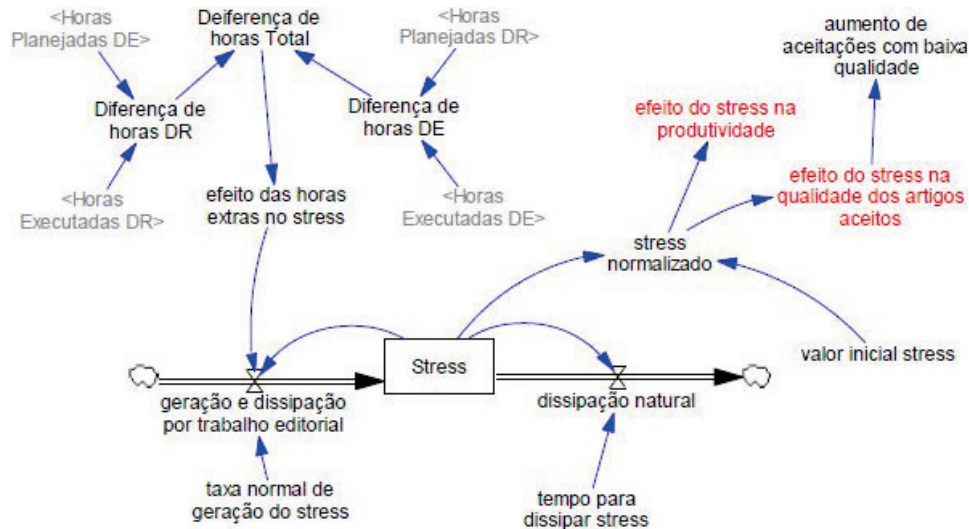 <Horas
Planejadas DE>
Deiferença de
horas Total
<Horas
Planejadas DR>
aumento de
aceitações com baixa
qualidade
Diferença de
horas DR
Diferença de
horas DE
efeito do stress na
produtividade
efeito do stress na
qualidade dos artigos
aceitos
<Horas
Executadas DR>
efeito das horas
extras no stress
<Horas
Executadas DE>
stress
normalizado
valor inicial stress
Stress
geração e dissipação
por trabalho editorial
dissipação natural
taxa normal de
geração do stress
tempo para
dissipar stress